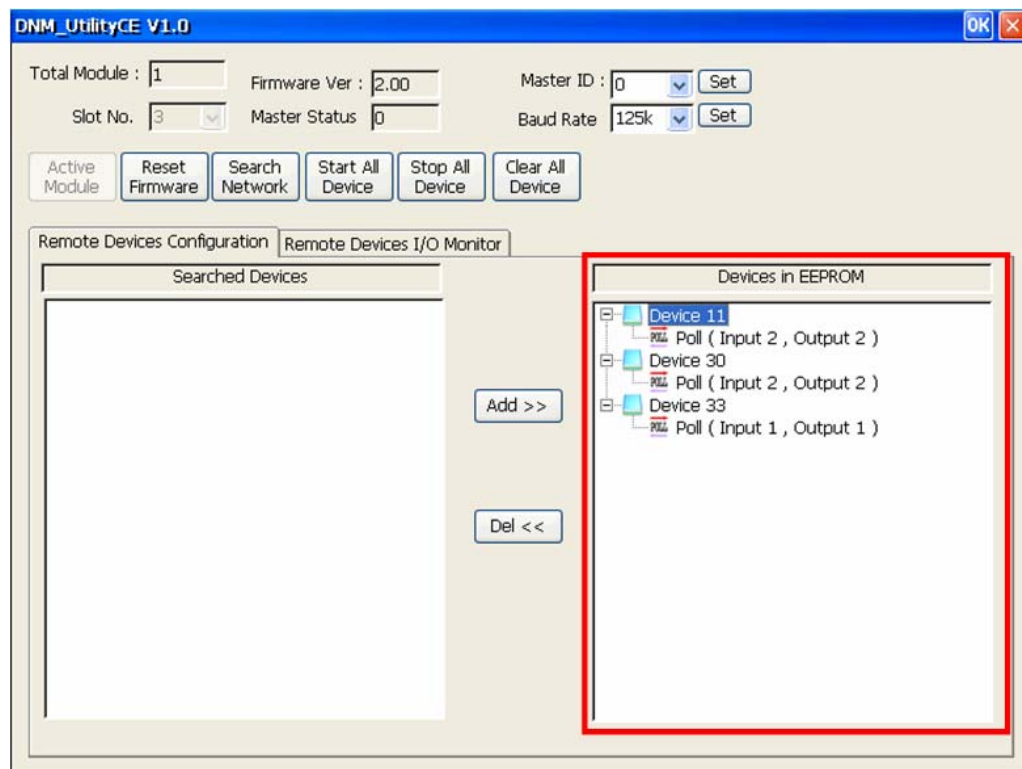 DNM_UtilityCE V1.0 OK
Total Module : 1 Firmware Ver : 2.00 Master ID : 0 Set
Slot No. 3 Master Status 0 Baud Rate 125k Set
Active Module Reset Firmware Search Network Start All Device Stop All Device Clear All Device
Remote Devices Configuration Remote Devices I/O Monitor
Searched Devices Devices in EEPROM
Device 11
POLL Poll ( Input 2 , Output 2 )
Device 30
POLL Poll ( Input 2 , Output 2 )
Device 33
POLL Poll ( Input 1 , Output 1 )
Add >>
Del <<